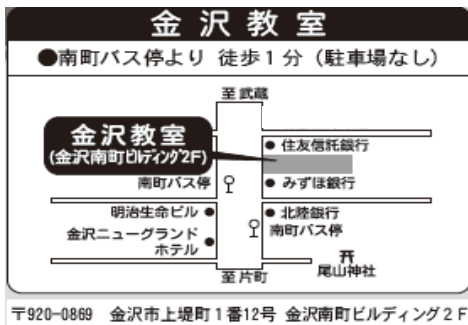 金沢教室
●南町バス停より 徒歩1分（駐車場なし）
至武蔵
金沢教室
(金沢南町ビルディング2F)
住友信託銀行
南町バス停
みずほ銀行
明治生命ビル
北陸銀行
南町バス停
金沢ニューグランド
ホテル
尾山神社
至片町
〒920-0869 金沢市上堤町1番12号 金沢南町ビルディング2F